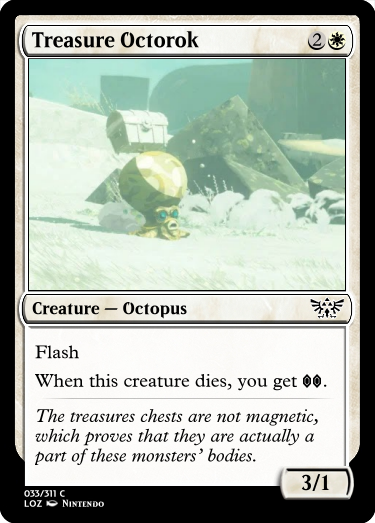 Treasure Octorok
2
Creature — Octopus
Flash
When this creature dies, you get
The treasures chests are not magnetic,
which proves that they are actually a
part of these monsters' bodies.
3/1
033/311 C
LOZ Nintendo